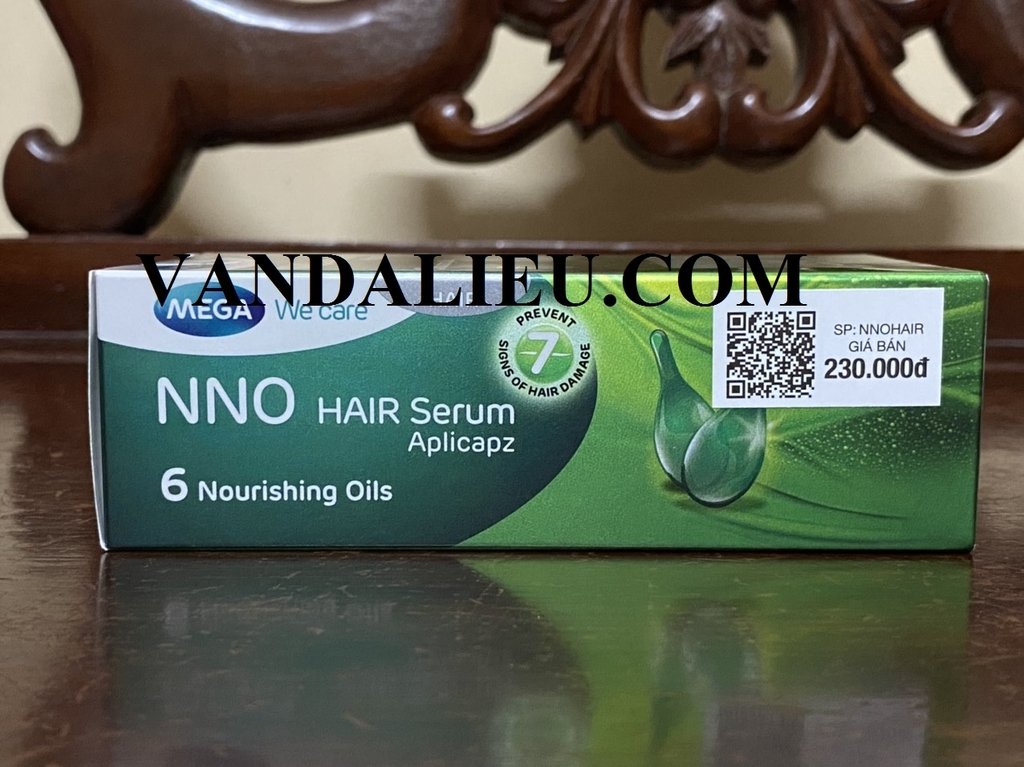 VANDALIEU.COM
MEGA We care
HAIR
PREVENT
7
SIGNS OF HAIR DAMAGE
SP: NNOHAIR
GIÁ BÁN
230.000đ
NNO HAIR Serum
Aplicapz
6 Nourishing Oils